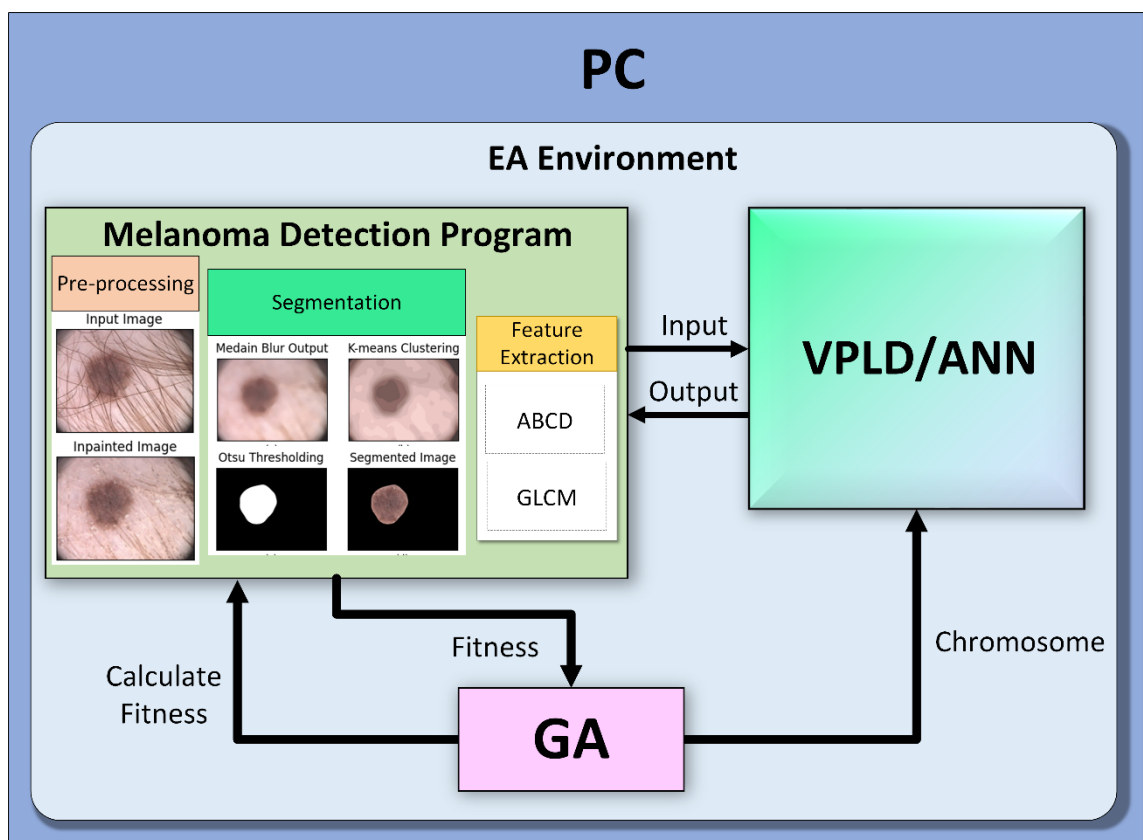 PC
EA Environment
Melanoma Detection Program
Pre-processing
Input Image
Inpainted Image
Segmentation
Medain Blur Output
K-means Clustering
Otsu Thresholding
Segmented Image
Feature
Extraction
ABCD
GLCM
Input
Output
VPLD/ANN
Calculate
Fitness
Fitness
GA
Chromosome